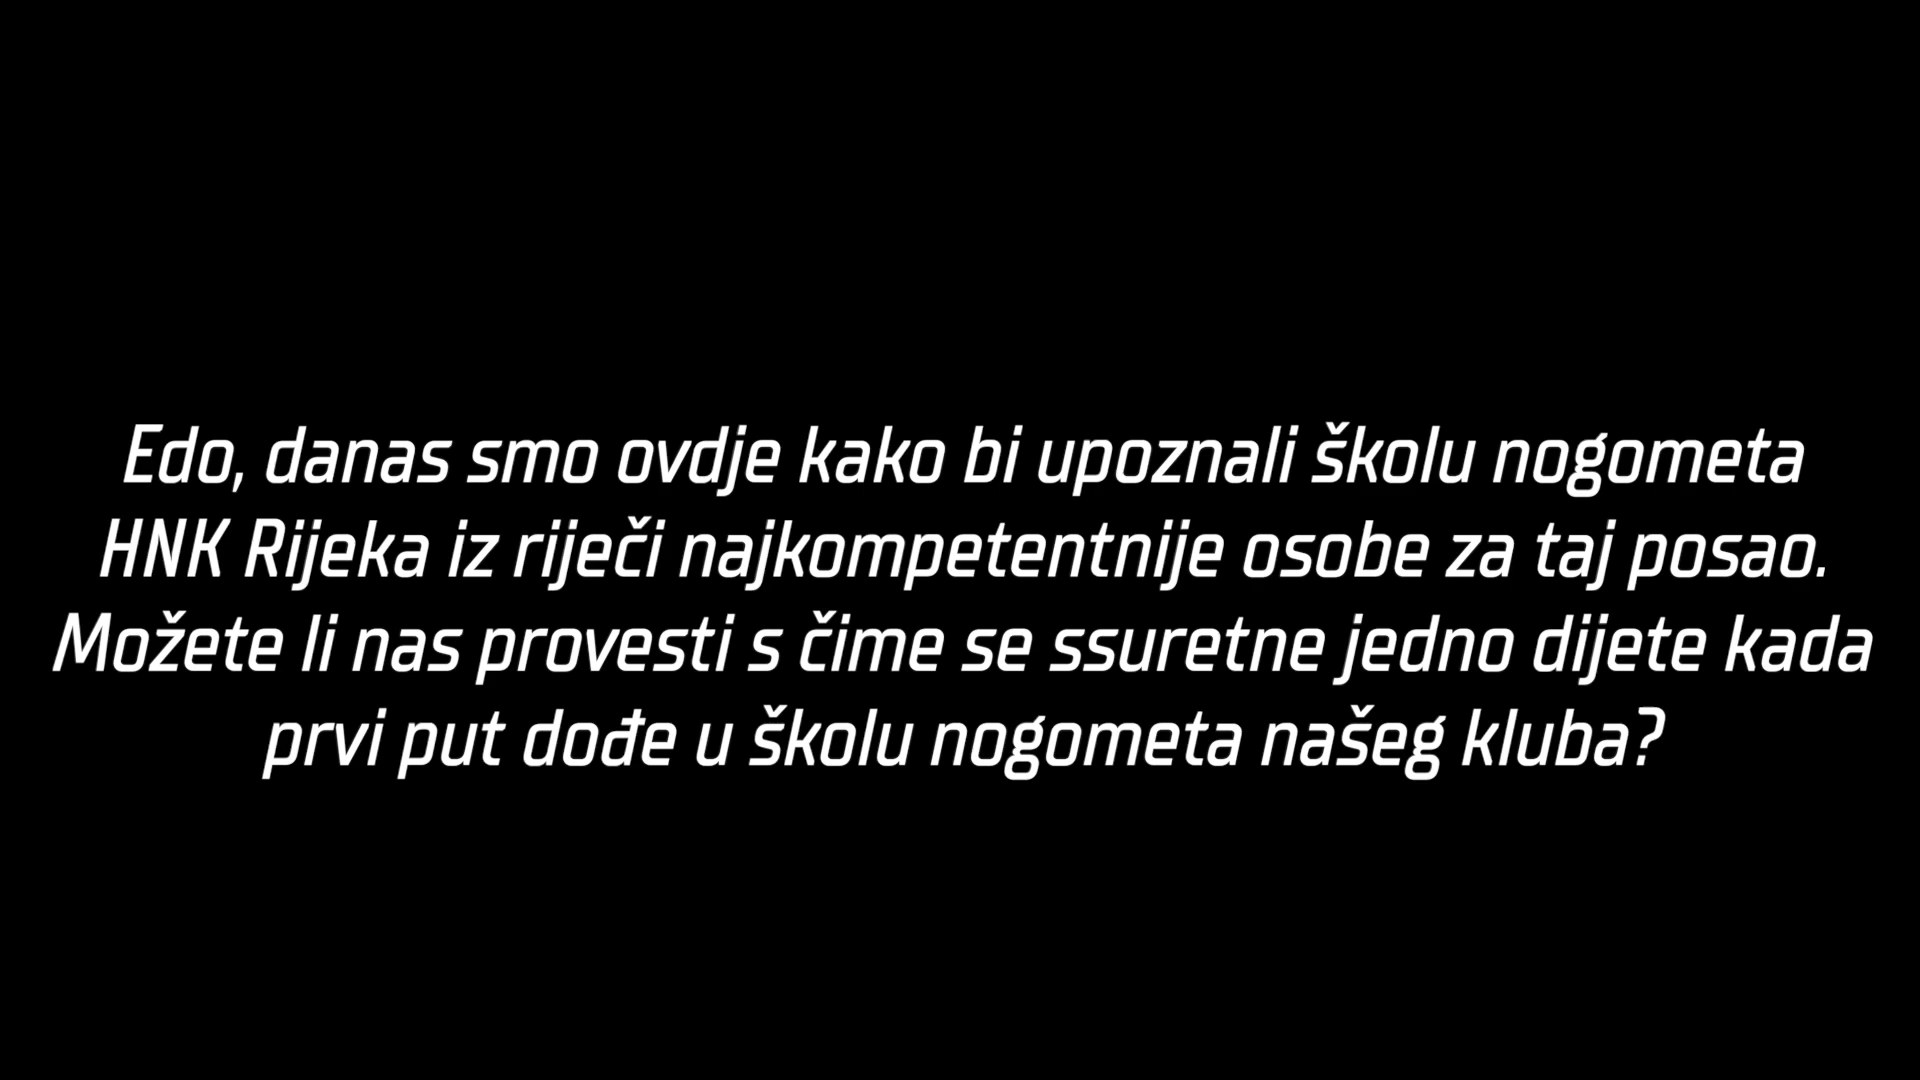 Edo, danas smo ovdje kako bi upoznali školu nogometa
HNK Rijeka iz riječi najkompetentnije osobe za taj posao.
Možete li nas provesti s čime se ssuretne jedno dijete kada
prvi put dođe u školu nogometa našeg kluba?